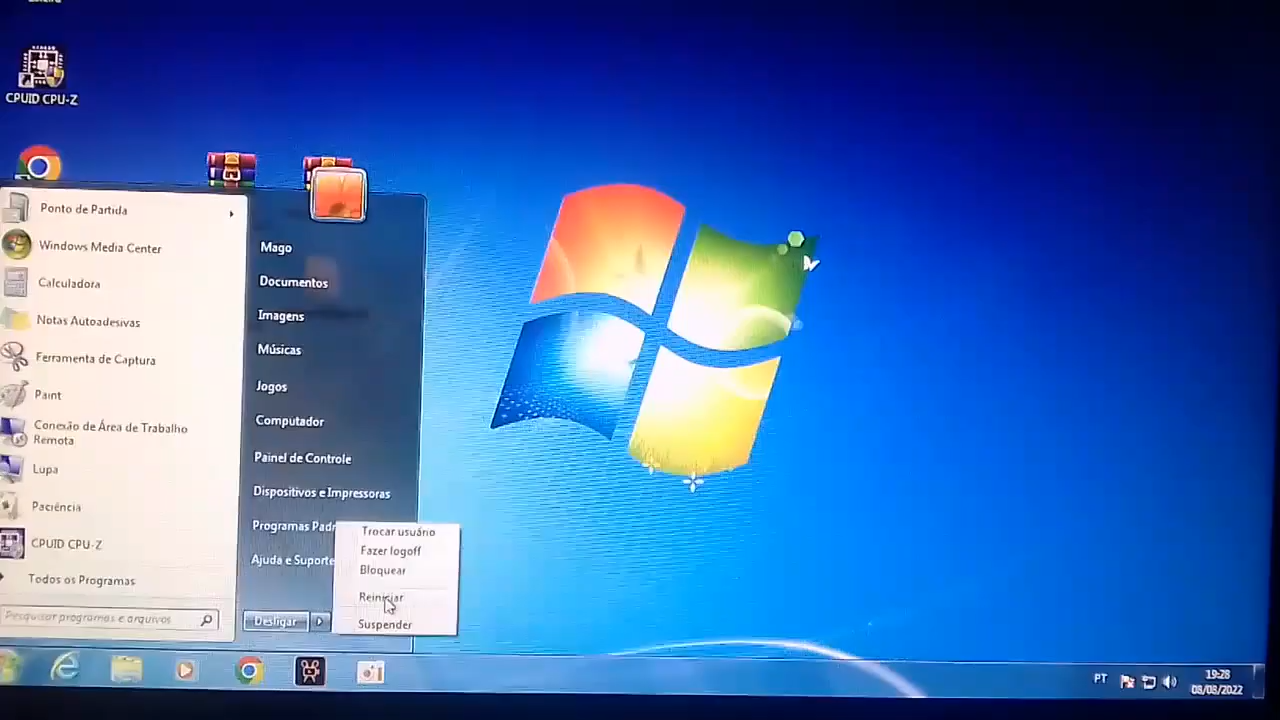 CPUID CPU-Z
Ponto de Partida
Windows Media Center
Calculadora
Notas Autoadesivas
Ferramenta de Captura
Paint
Conexão de Área de Trabalho
Remota
Lupa
Paciência
CPUID CPU-Z
Todos os Programas
Pesquisar programas e arquivos
Mago
Documentos
Imagens
Músicas
Jogos
Computador
Painel de Controle
Dispositivos e Impressoras
Programas Padr
Ajuda e Suporte
Desligar
Trocar usuário
Fazer logoff
Bloquear
Reiniciar
Suspender
PT
19:28
08/08/2022